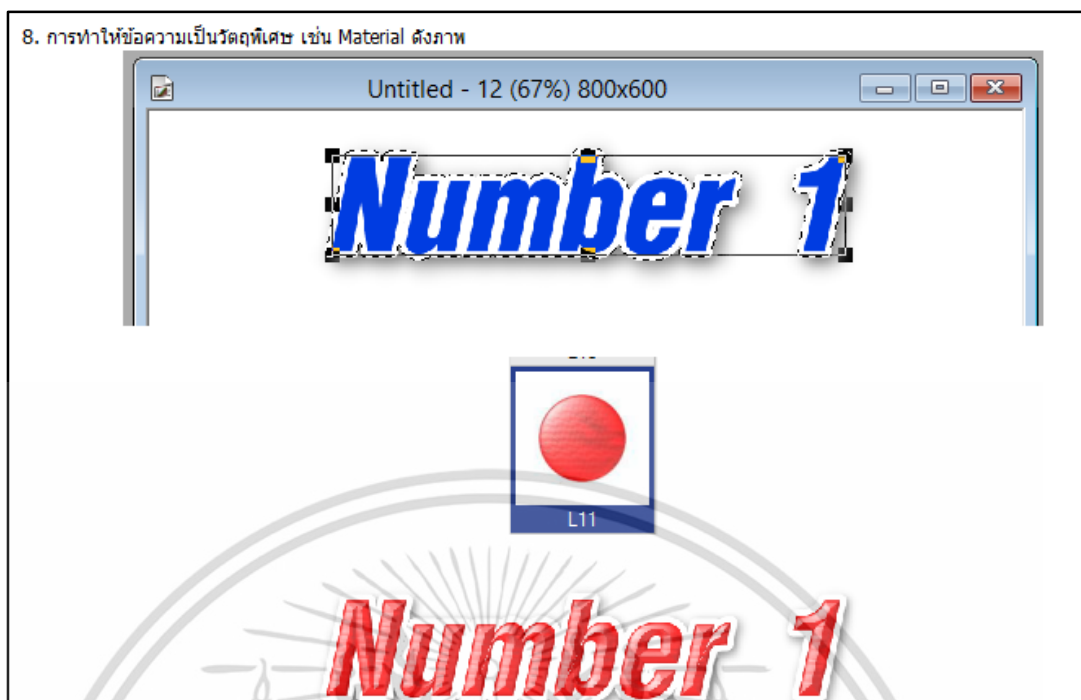 8. การทำให้ข้อความเป็นวัตถุพิเศษ เช่น Material ดังภาพ
Untitled - 12 (67%) 800x600
Number 1
L11
Number 1